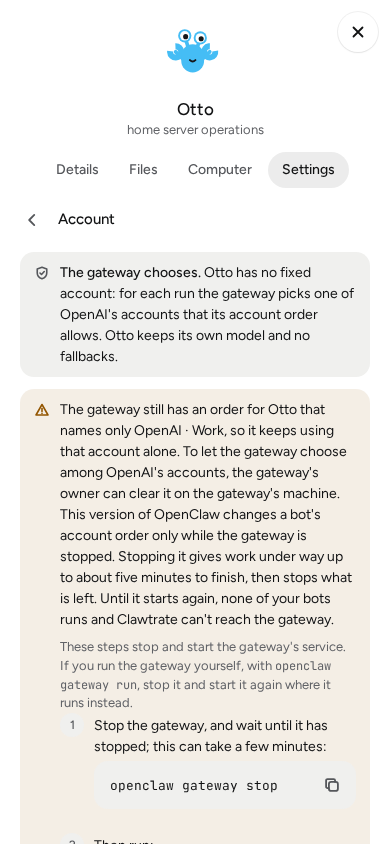 Otto
home server operations
Details Files Computer Settings
Account
The gateway chooses. Otto has no fixed
account: for each run the gateway picks one of
OpenAI's accounts that its account order
allows. Otto keeps its own model and no
fallbacks.
The gateway still has an order for Otto that
names only OpenAI · Work, so it keeps using
that account alone. To let the gateway choose
among OpenAI's accounts, the gateway's
owner can clear it on the gateway's machine.
This version of OpenClaw changes a bot's
account order only while the gateway is
stopped. Stopping it gives work under way up
to about five minutes to finish, then stops what
is left. Until it starts again, none of your bots
runs and Clawtrate can't reach the gateway.
These steps stop and start the gateway's service.
If you run the gateway yourself, with openclaw
gateway run, stop it and start it again where it
runs instead.
1 Stop the gateway, and wait until it has
stopped; this can take a few minutes:
openclaw gateway stop
2 Then run: